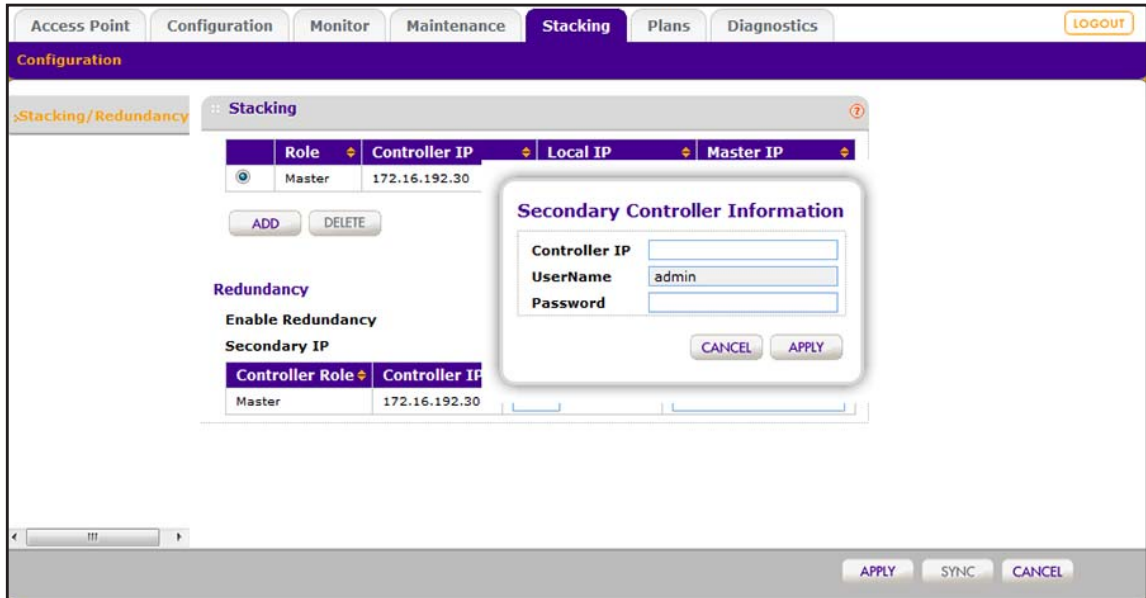 Access Point Configuration Monitor Maintenance Stacking Plans Diagnostics LOGOUT
Configuration
Stacking/Redundancy
Stacking ?
Role Controller IP Local IP Master IP
Master 172.16.192.30
ADD DELETE
Secondary Controller Information
Controller IP
UserName admin
Password
CANCEL APPLY
Redundancy
Enable Redundancy
Secondary IP
Controller Role Controller IP
Master 172.16.192.30
APPLY SYNC CANCEL